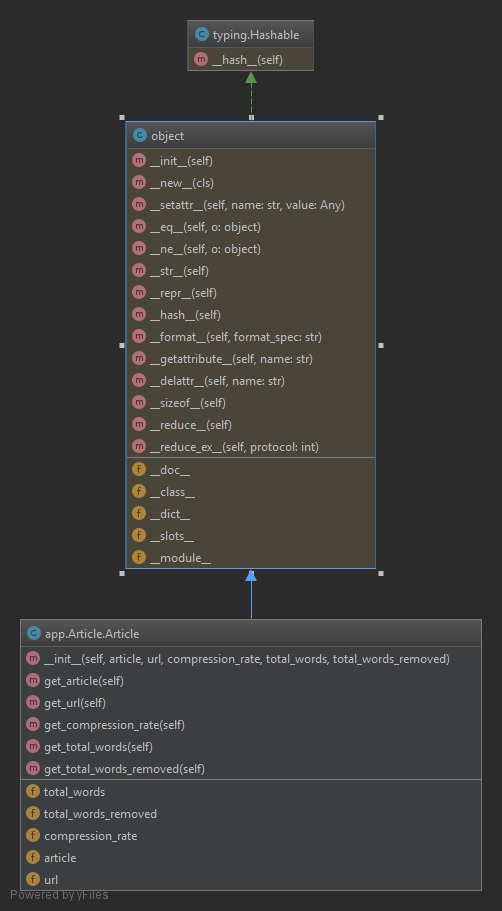 C typing.Hashable
m __hash__(self)
C object
m __init__(self)
m __new__(cls)
m __setattr__(self, name: str, value: Any)
m __eq__(self, o: object)
m __ne__(self, o: object)
m __str__(self)
m __repr__(self)
m __hash__(self)
m __format__(self, format_spec: str)
m __getattribute__(self, name: str)
m __delattr__(self, name: str)
m __sizeof__(self)
m __reduce__(self)
m __reduce_ex__(self, protocol: int)
f __doc__
f __class__
f __dict__
f __slots__
f __module__
C app.Article.Article
m __init__(self, article, url, compression_rate, total_words, total_words_removed)
m get_article(self)
m get_url(self)
m get_compression_rate(self)
m get_total_words(self)
m get_total_words_removed(self)
f total_words
f total_words_removed
f compression_rate
f article
f url
Powered by yFiles